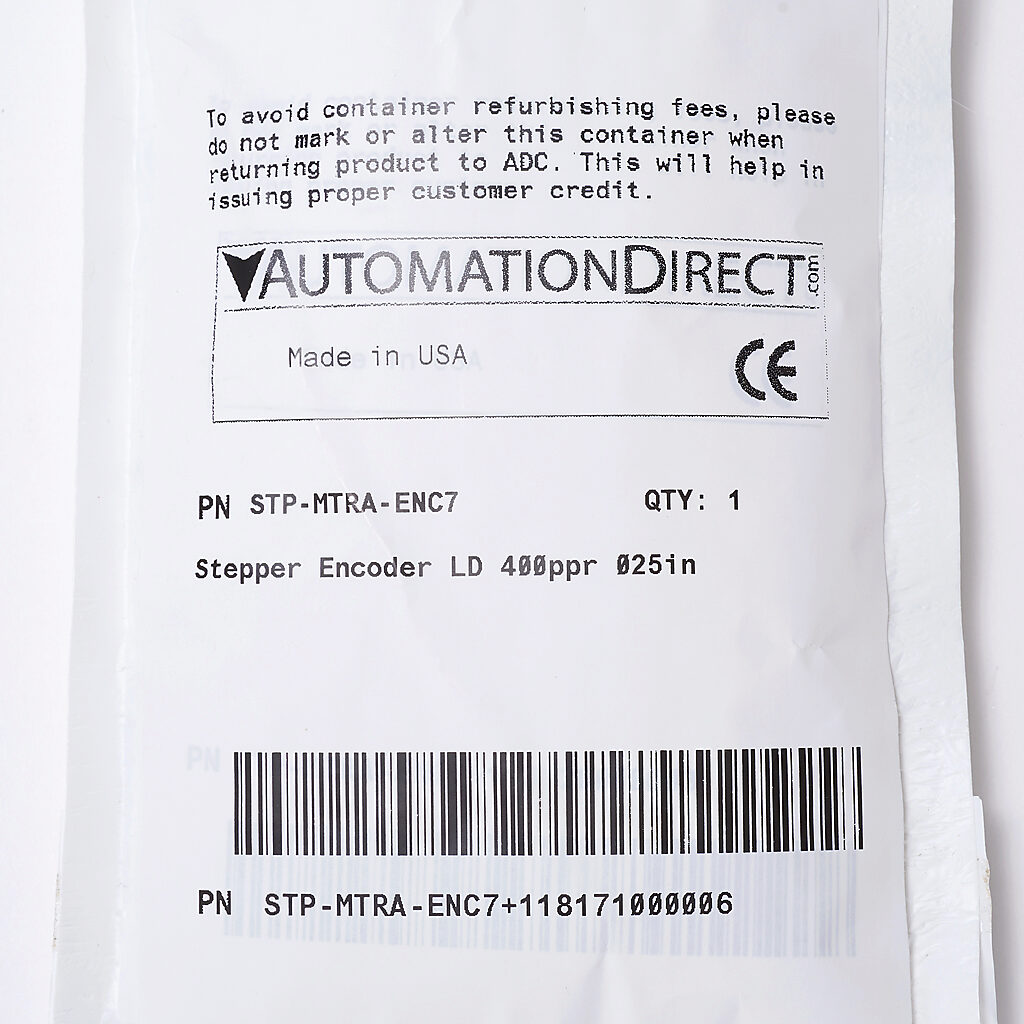 To avoid container refurbishing fees, please
do not mark or alter this container when
returning product to ADC. This will help in
issuing proper customer credit.
AUTOMATIONDIRECT.com
Made in USA CE
PN STP-MTRA-ENC7 QTY: 1
Stepper Encoder LD 400ppr 025in
PN
PN STP-MTRA-ENC7+118171000006